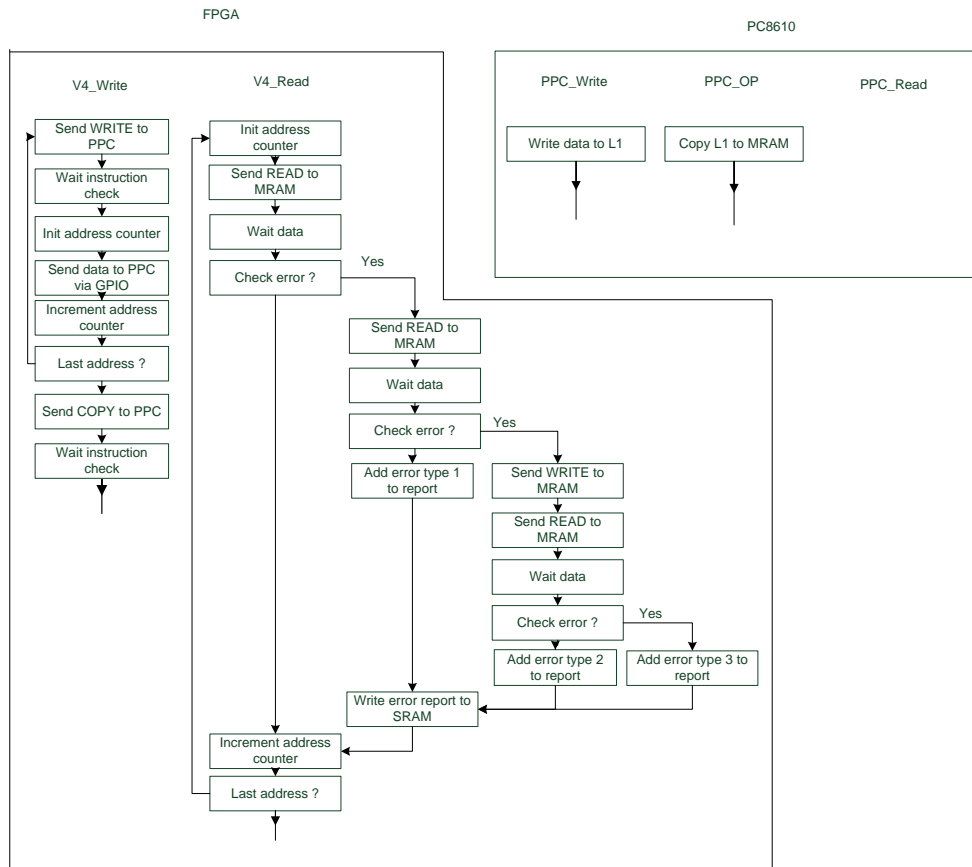 FPGA
PC8610
V4_Write
V4_Read
PPC_Write
PPC_OP
PPC_Read
Send WRITE to
PPC
Wait instruction
check
Init address counter
Send data to PPC
via GPIO
Increment address
counter
Last address ?
Send COPY to PPC
Wait instruction
check
Init address
counter
Send READ to
MRAM
Wait data
Check error ?
Yes
Send READ to
MRAM
Wait data
Check error ?
Yes
Add error type 1
to report
Send WRITE to
MRAM
Send READ to
MRAM
Wait data
Check error ?
Yes
Add error type 2
to report
Add error type 3 to
report
Write error report to
SRAM
Increment address
counter
Last address ?
Write data to L1
Copy L1 to MRAM